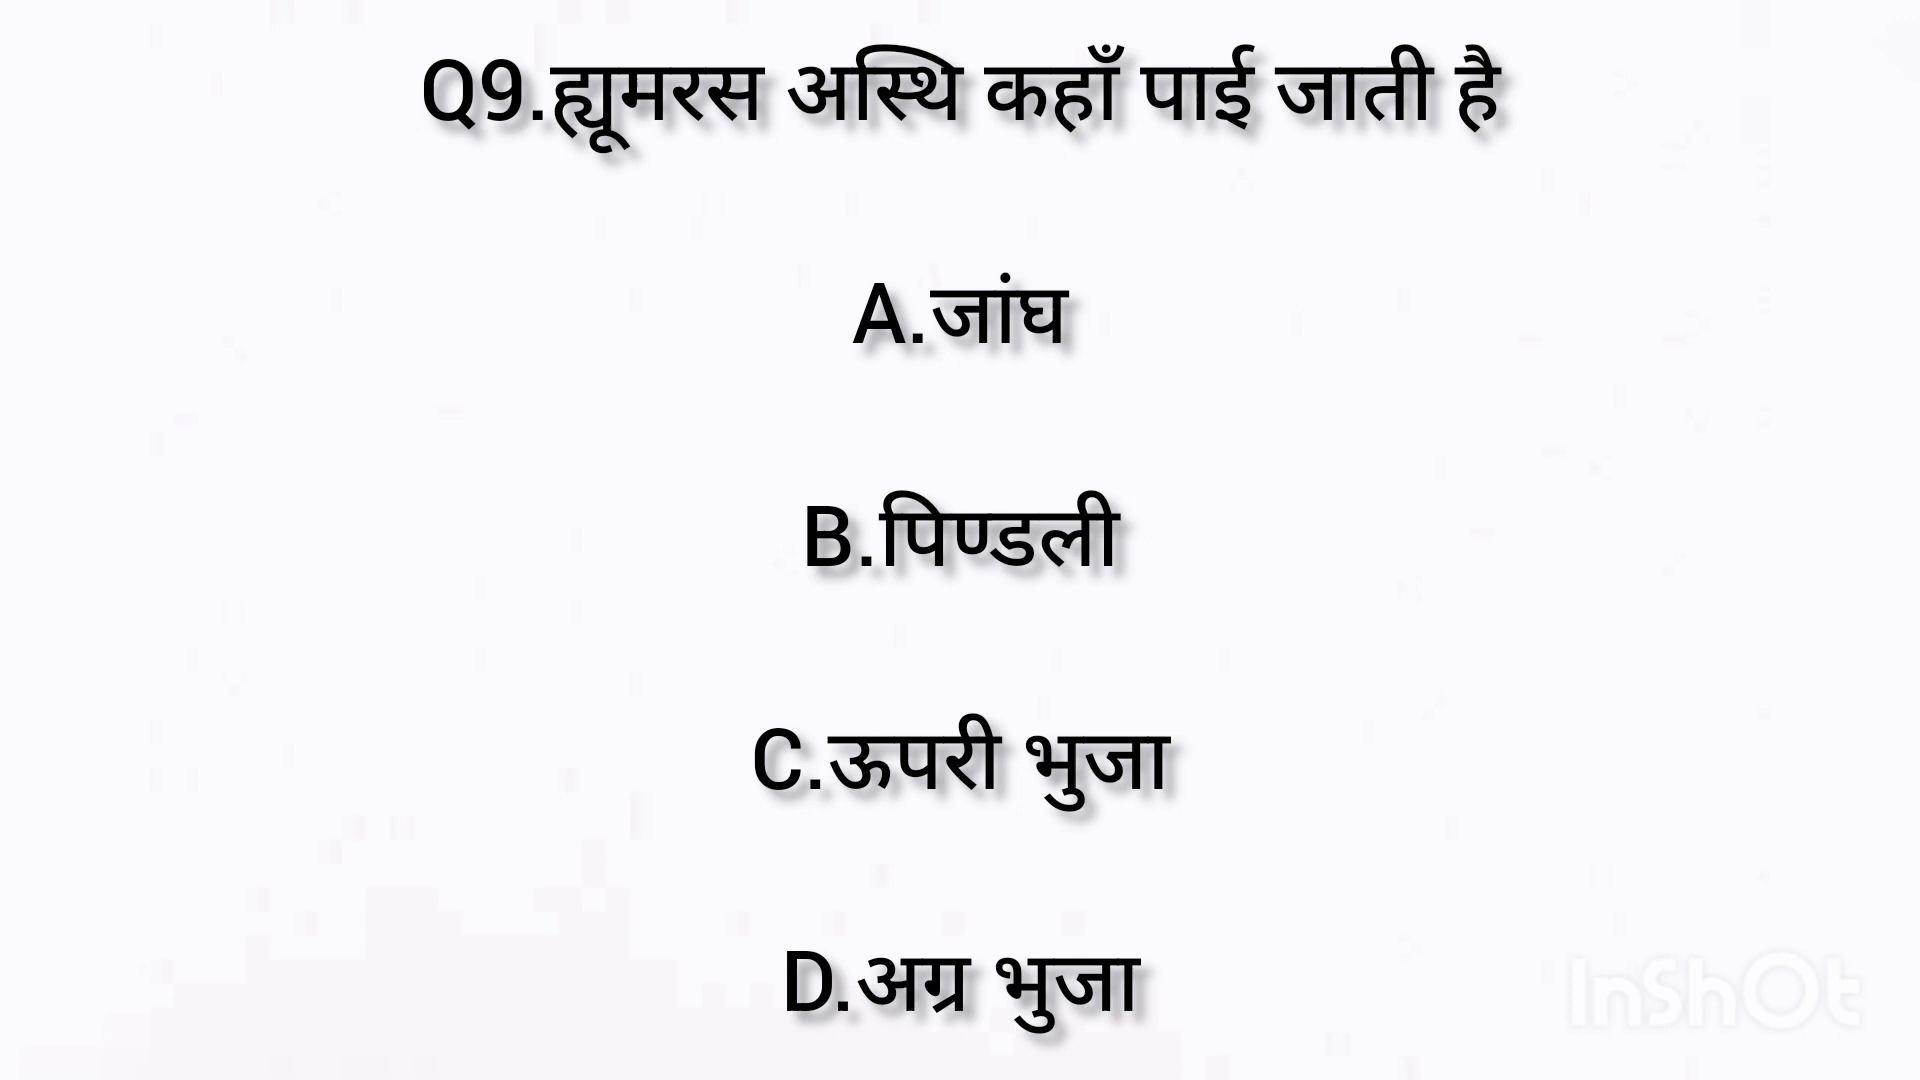 Q9.ह्यूमरस अस्थि कहाँ पाई जाती है
A.जांघ
B.पिण्डली
C.ऊपरी भुजा
D.अग्र भुजा
InShOt